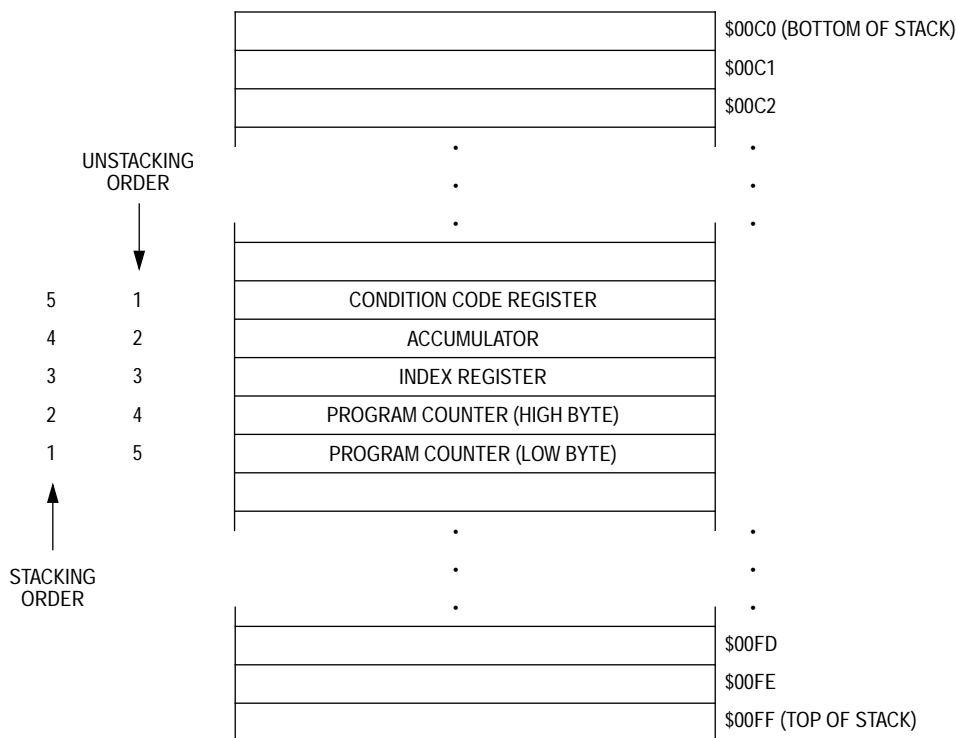 $00C0 (BOTTOM OF STACK)
$00C1
$00C2
UNSTACKING
ORDER
5 1 CONDITION CODE REGISTER
4 2 ACCUMULATOR
3 3 INDEX REGISTER
2 4 PROGRAM COUNTER (HIGH BYTE)
1 5 PROGRAM COUNTER (LOW BYTE)
STACKING
ORDER
$00FD
$00FE
$00FF (TOP OF STACK)